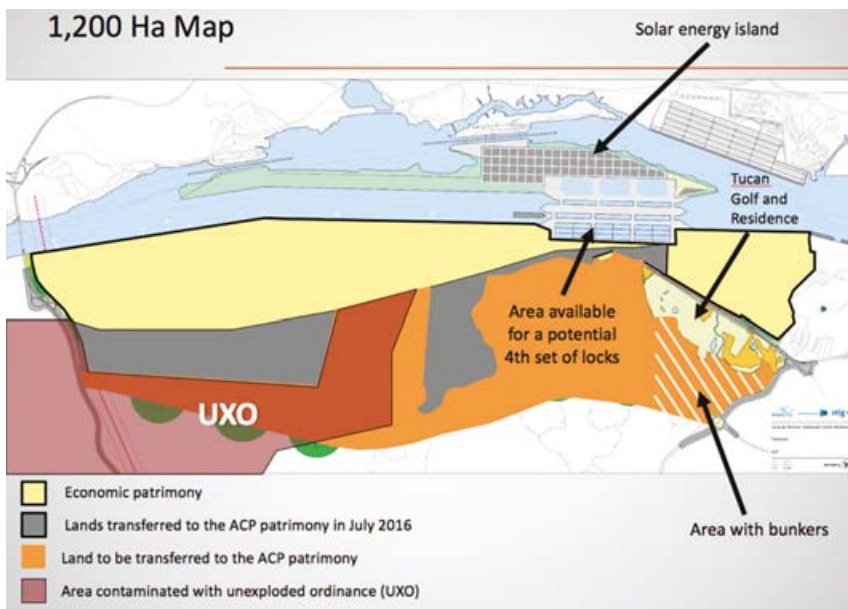 1,200 Ha Map
Solar energy island
Tucan
Golf and
Residence
Area available
for a potential
4th set of locks
UXO
Area with bunkers
Economic patrimony
Lands transferred to the ACP patrimony in July 2016
Land to be transferred to the ACP patrimony
Area contaminated with unexploded ordinance (UXO)